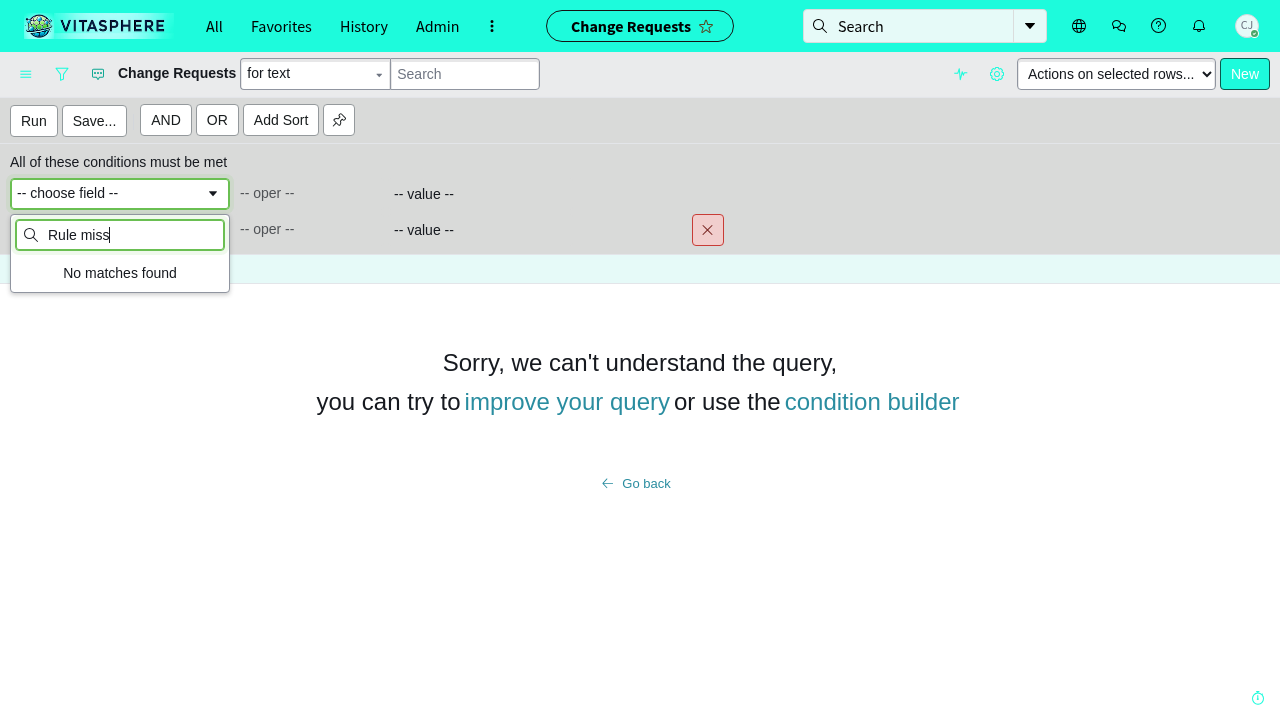 VITASPHERE
All
Favorites
History
Admin
Change Requests
Search
CJ
Change Requests
for text
Search
Actions on selected rows...
New
Run
Save...
AND
OR
Add Sort
All of these conditions must be met
-- choose field --
-- oper --
-- value --
Rule miss
-- oper --
-- value --
No matches found
Sorry, we can't understand the query,
you can try to improve your query or use the condition builder
Go back